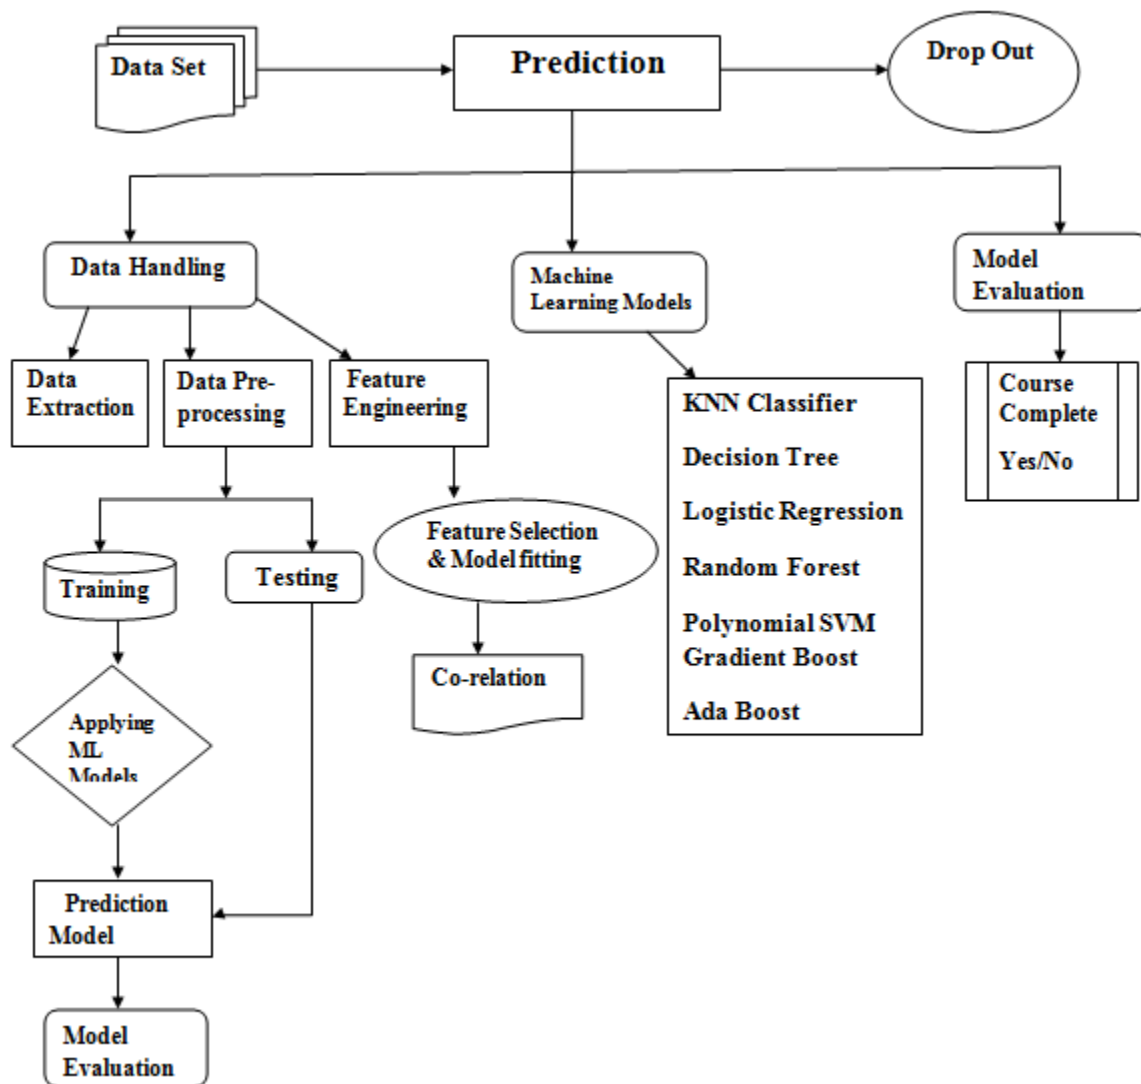 Data Set
Prediction
Drop Out
Data Handling
Machine
Learning Models
Model
Evaluation
Data
Extraction
Data Pre-
processing
Feature
Engineering
KNN Classifier
Decision Tree
Logistic Regression
Random Forest
Polynomial SVM
Gradient Boost
Ada Boost
Course
Complete
Yes/No
Training
Testing
Feature Selection
& Model fitting
Co-relation
Applying
ML
Models
Prediction
Model
Model
Evaluation